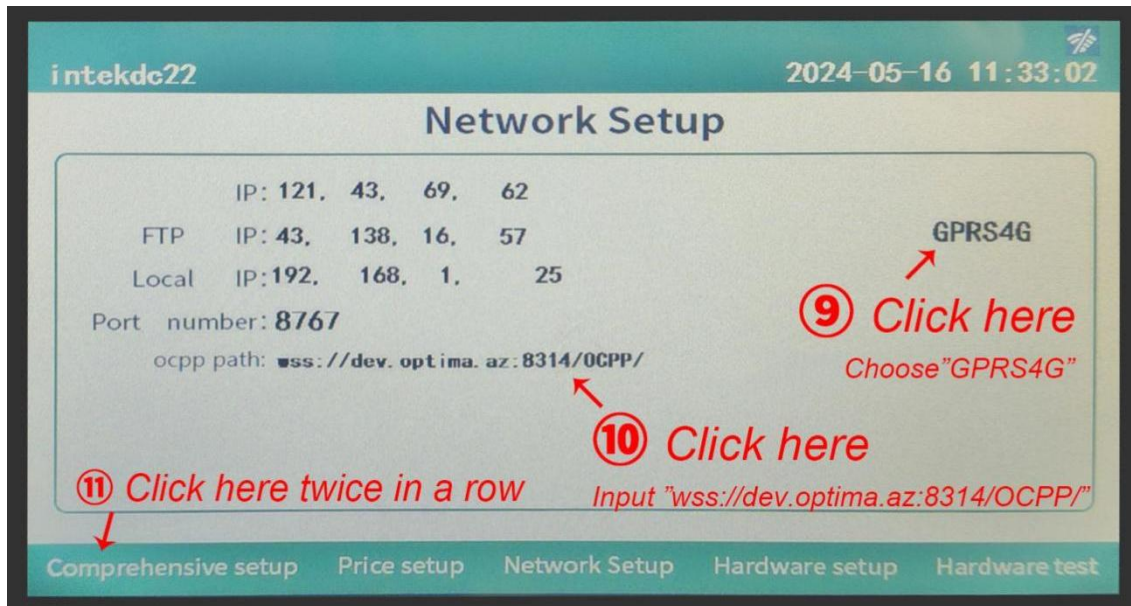 intekdc22
2024-05-16 11:33:02
Network Setup
IP: 121. 43. 69. 62
FTP IP: 43. 138. 16. 57
GPRS4G
Local IP:192. 168. 1. 25
⑨ Click here
Port number: 8767
ocpp path: wss://dev.optima.az:8314/OCPP/
Choose"GPRS4G"
⑩ Click here
⑪ Click here twice in a row
Input "wss://dev.optima.az:8314/OCPP/"
Comprehensive setup Price setup Network Setup Hardware setup Hardware test